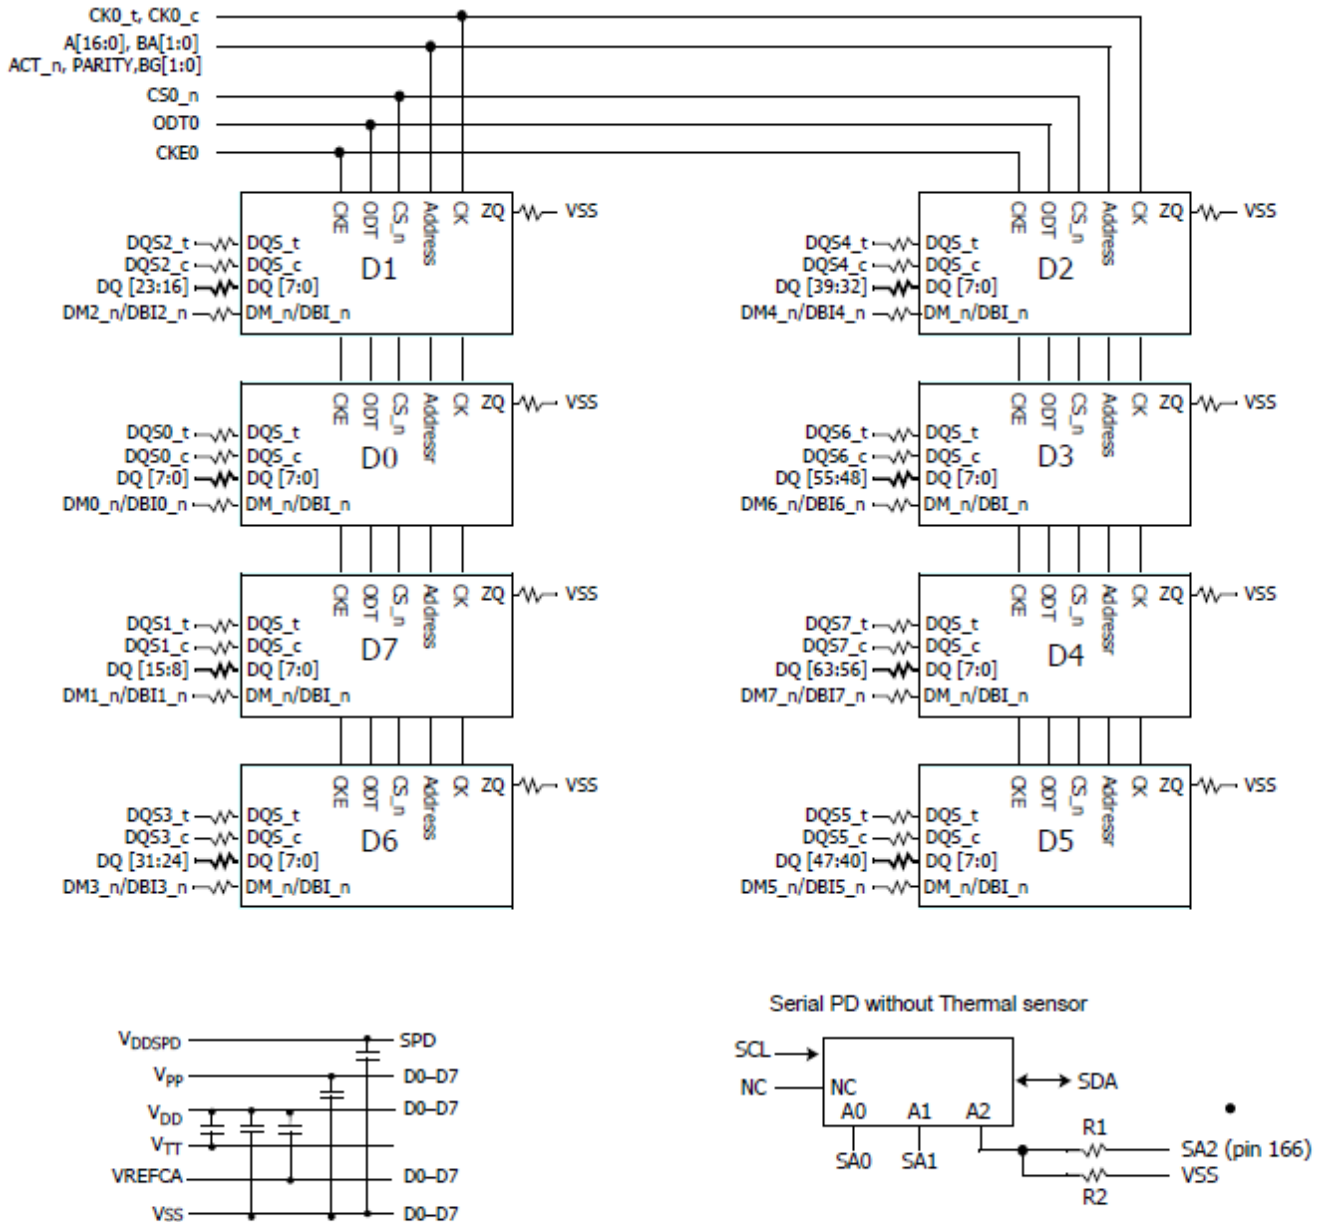 CK0_t, CK0_c
A[16:0], BA[1:0]
ACT_n, PARITY,BG[1:0]
CS0_n
ODT0
CKE0
CKE ODT CS_n Address CK ZQ VSS
DQS2_t DQS_t
DQS2_c DQS_c
D1
DQ [23:16] DQ [7:0]
DM2_n/DBI2_n DM_n/DBI_n
CKE ODT CS_n Address CK ZQ VSS
DQS4_t DQS_t
DQS4_c DQS_c
D2
DQ [39:32] DQ [7:0]
DM4_n/DBI4_n DM_n/DBI_n
CKE ODT CS_n Addressr CK ZQ VSS
DQS0_t DQS_t
DQS0_c DQS_c
D0
DQ [7:0] DQ [7:0]
DM0_n/DBI0_n DM_n/DBI_n
CKE ODT CS_n Address CK ZQ VSS
DQS6_t DQS_t
DQS6_c DQS_c
D3
DQ [55:48] DQ [7:0]
DM6_n/DBI6_n DM_n/DBI_n
CKE ODT CS_n Address CK ZQ VSS
DQS1_t DQS_t
DQS1_c DQS_c
D7
DQ [15:8] DQ [7:0]
DM1_n/DBI1_n DM_n/DBI_n
CKE ODT CS_n Addressr CK ZQ VSS
DQS7_t DQS_t
DQS7_c DQS_c
D4
DQ [63:56] DQ [7:0]
DM7_n/DBI7_n DM_n/DBI_n
CKE ODT CS_n Address CK ZQ VSS
DQS3_t DQS_t
DQS3_c DQS_c
D6
DQ [31:24] DQ [7:0]
DM3_n/DBI3_n DM_n/DBI_n
CKE ODT CS_n Addressr CK ZQ VSS
DQS5_t DQS_t
DQS5_c DQS_c
D5
DQ [47:40] DQ [7:0]
DM5_n/DBI5_n DM_n/DBI_n
VDDSPD SPD
VPP D0–D7
VDD D0–D7
VTT
VREFCA D0–D7
VSS D0–D7
Serial PD without Thermal sensor
SCL
NC NC
SDA
A0 A1 A2
SA0 SA1
R1
SA2 (pin 166)
VSS
R2